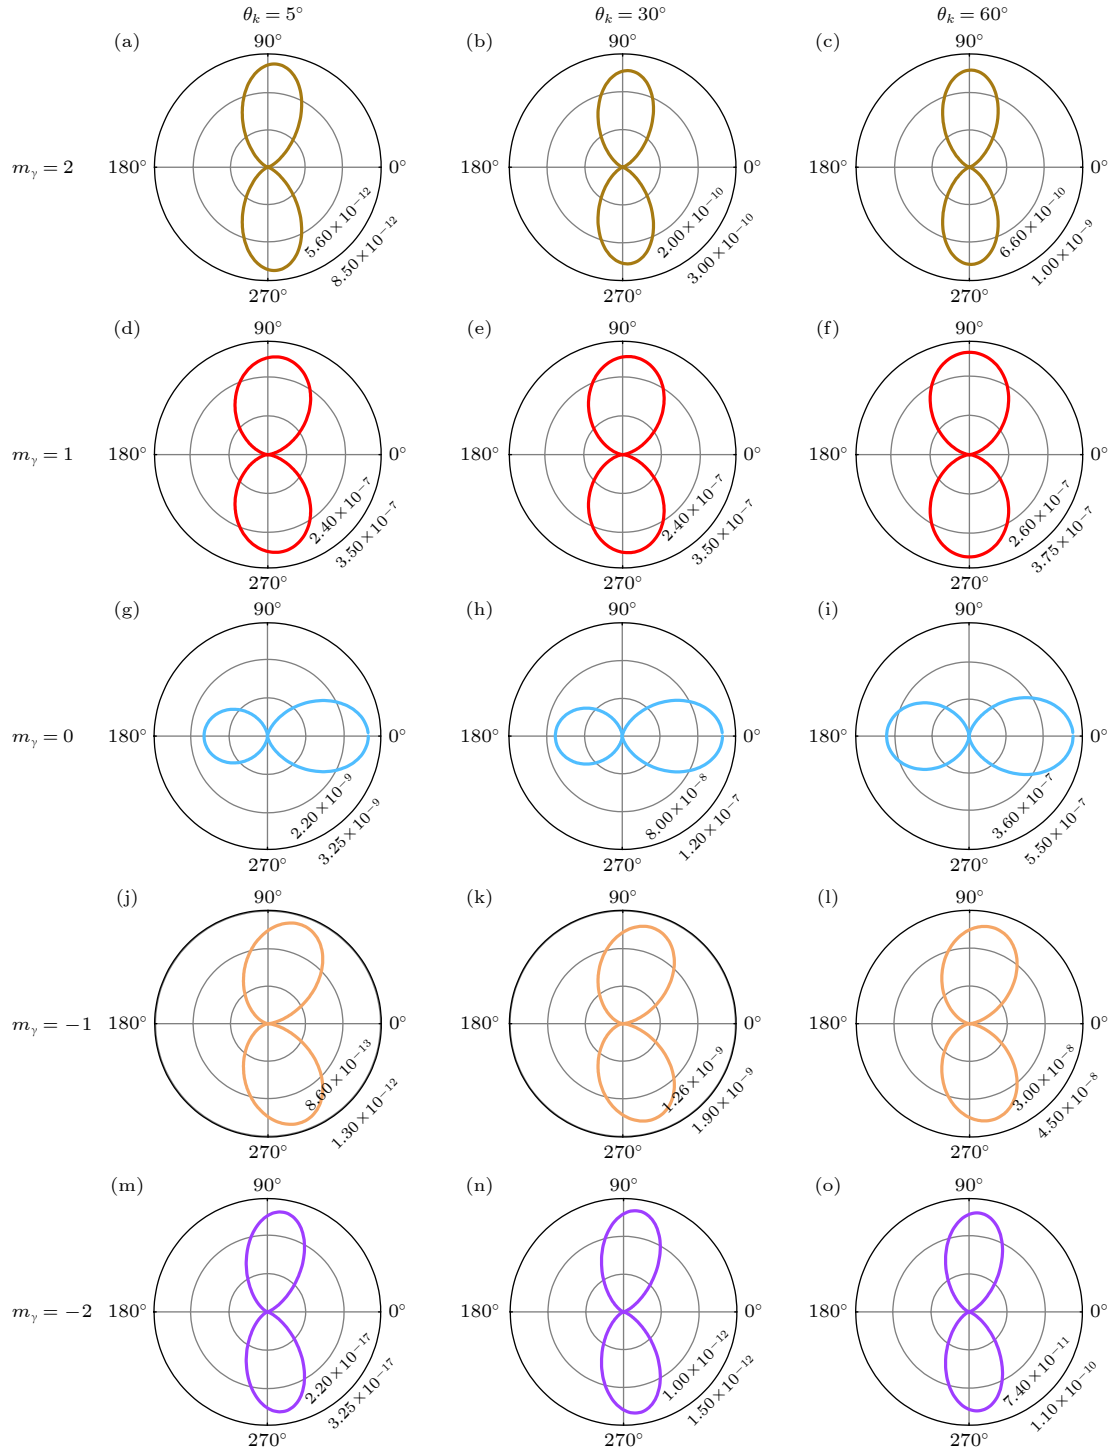 θₖ = 5° θₖ = 30° θₖ = 60°
(a) 90° (b) 90° (c) 90°
mᵧ = 2 180° 0° 180° 0° 180° 0°
5.60×10⁻¹² 2.00×10⁻¹⁰ 6.60×10⁻¹⁰
8.50×10⁻¹² 3.00×10⁻¹⁰ 1.00×10⁻⁹
270° 270° 270°
(d) 90° (e) 90° (f) 90°
mᵧ = 1 180° 0° 180° 0° 180° 0°
2.40×10⁻⁷ 2.40×10⁻⁷ 2.60×10⁻⁷
3.50×10⁻⁷ 3.50×10⁻⁷ 3.75×10⁻⁷
270° 270° 270°
(g) 90° (h) 90° (i) 90°
mᵧ = 0 180° 0° 180° 0° 180° 0°
2.20×10⁻⁹ 8.00×10⁻⁸ 3.60×10⁻⁷
3.25×10⁻⁹ 1.20×10⁻⁷ 5.50×10⁻⁷
270° 270° 270°
(j) 90° (k) 90° (l) 90°
mᵧ = −1 180° 0° 180° 0° 180° 0°
8.60×10⁻¹³ 1.26×10⁻⁹ 3.00×10⁻⁸
1.30×10⁻¹² 1.90×10⁻⁹ 4.50×10⁻⁸
270° 270° 270°
(m) 90° (n) 90° (o) 90°
mᵧ = −2 180° 0° 180° 0° 180° 0°
2.20×10⁻¹⁷ 1.00×10⁻¹² 7.40×10⁻¹¹
3.25×10⁻¹⁷ 1.50×10⁻¹² 1.10×10⁻¹⁰
270° 270° 270°